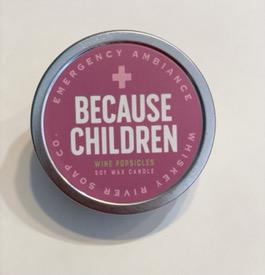 EMERGENCY AMBIANCE
BECAUSE
CHILDREN
WINE POPSICLES
SOY WAX CANDLE
WHISKEY RIVER SOAP CO.